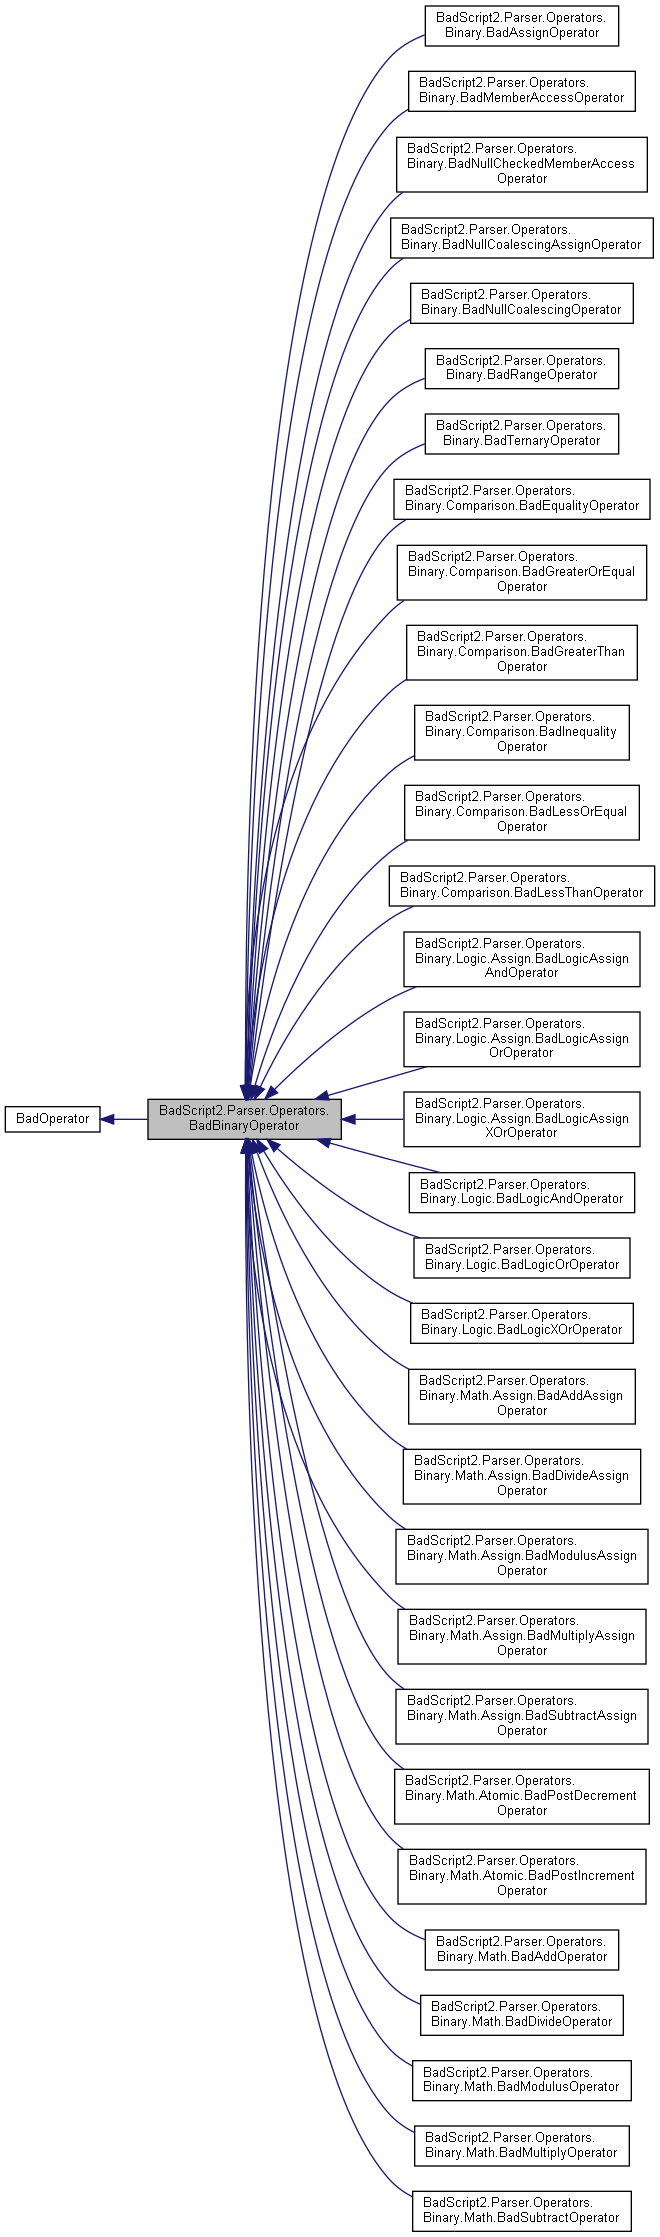 BadScript2.Parser.Operators.
Binary.BadAssignOperator
BadScript2.Parser.Operators.
Binary.BadMemberAccessOperator
BadScript2.Parser.Operators.
Binary.BadNullCheckedMemberAccess
Operator
BadScript2.Parser.Operators.
Binary.BadNullCoalescingAssignOperator
BadScript2.Parser.Operators.
Binary.BadNullCoalescingOperator
BadScript2.Parser.Operators.
Binary.BadRangeOperator
BadScript2.Parser.Operators.
Binary.BadTernaryOperator
BadScript2.Parser.Operators.
Binary.Comparison.BadEqualityOperator
BadScript2.Parser.Operators.
Binary.Comparison.BadGreaterOrEqual
Operator
BadScript2.Parser.Operators.
Binary.Comparison.BadGreaterThan
Operator
BadScript2.Parser.Operators.
Binary.Comparison.BadInequality
Operator
BadScript2.Parser.Operators.
Binary.Comparison.BadLessOrEqual
Operator
BadScript2.Parser.Operators.
Binary.Comparison.BadLessThanOperator
BadScript2.Parser.Operators.
Binary.Logic.Assign.BadLogicAssign
AndOperator
BadScript2.Parser.Operators.
Binary.Logic.Assign.BadLogicAssign
OrOperator
BadOperator
BadScript2.Parser.Operators.
BadBinaryOperator
BadScript2.Parser.Operators.
Binary.Logic.Assign.BadLogicAssign
XOrOperator
BadScript2.Parser.Operators.
Binary.Logic.BadLogicAndOperator
BadScript2.Parser.Operators.
Binary.Logic.BadLogicOrOperator
BadScript2.Parser.Operators.
Binary.Logic.BadLogicXOrOperator
BadScript2.Parser.Operators.
Binary.Math.Assign.BadAddAssign
Operator
BadScript2.Parser.Operators.
Binary.Math.Assign.BadDivideAssign
Operator
BadScript2.Parser.Operators.
Binary.Math.Assign.BadModulusAssign
Operator
BadScript2.Parser.Operators.
Binary.Math.Assign.BadMultiplyAssign
Operator
BadScript2.Parser.Operators.
Binary.Math.Assign.BadSubtractAssign
Operator
BadScript2.Parser.Operators.
Binary.Math.Atomic.BadPostDecrement
Operator
BadScript2.Parser.Operators.
Binary.Math.Atomic.BadPostIncrement
Operator
BadScript2.Parser.Operators.
Binary.Math.BadAddOperator
BadScript2.Parser.Operators.
Binary.Math.BadDivideOperator
BadScript2.Parser.Operators.
Binary.Math.BadModulusOperator
BadScript2.Parser.Operators.
Binary.Math.BadMultiplyOperator
BadScript2.Parser.Operators.
Binary.Math.BadSubtractOperator